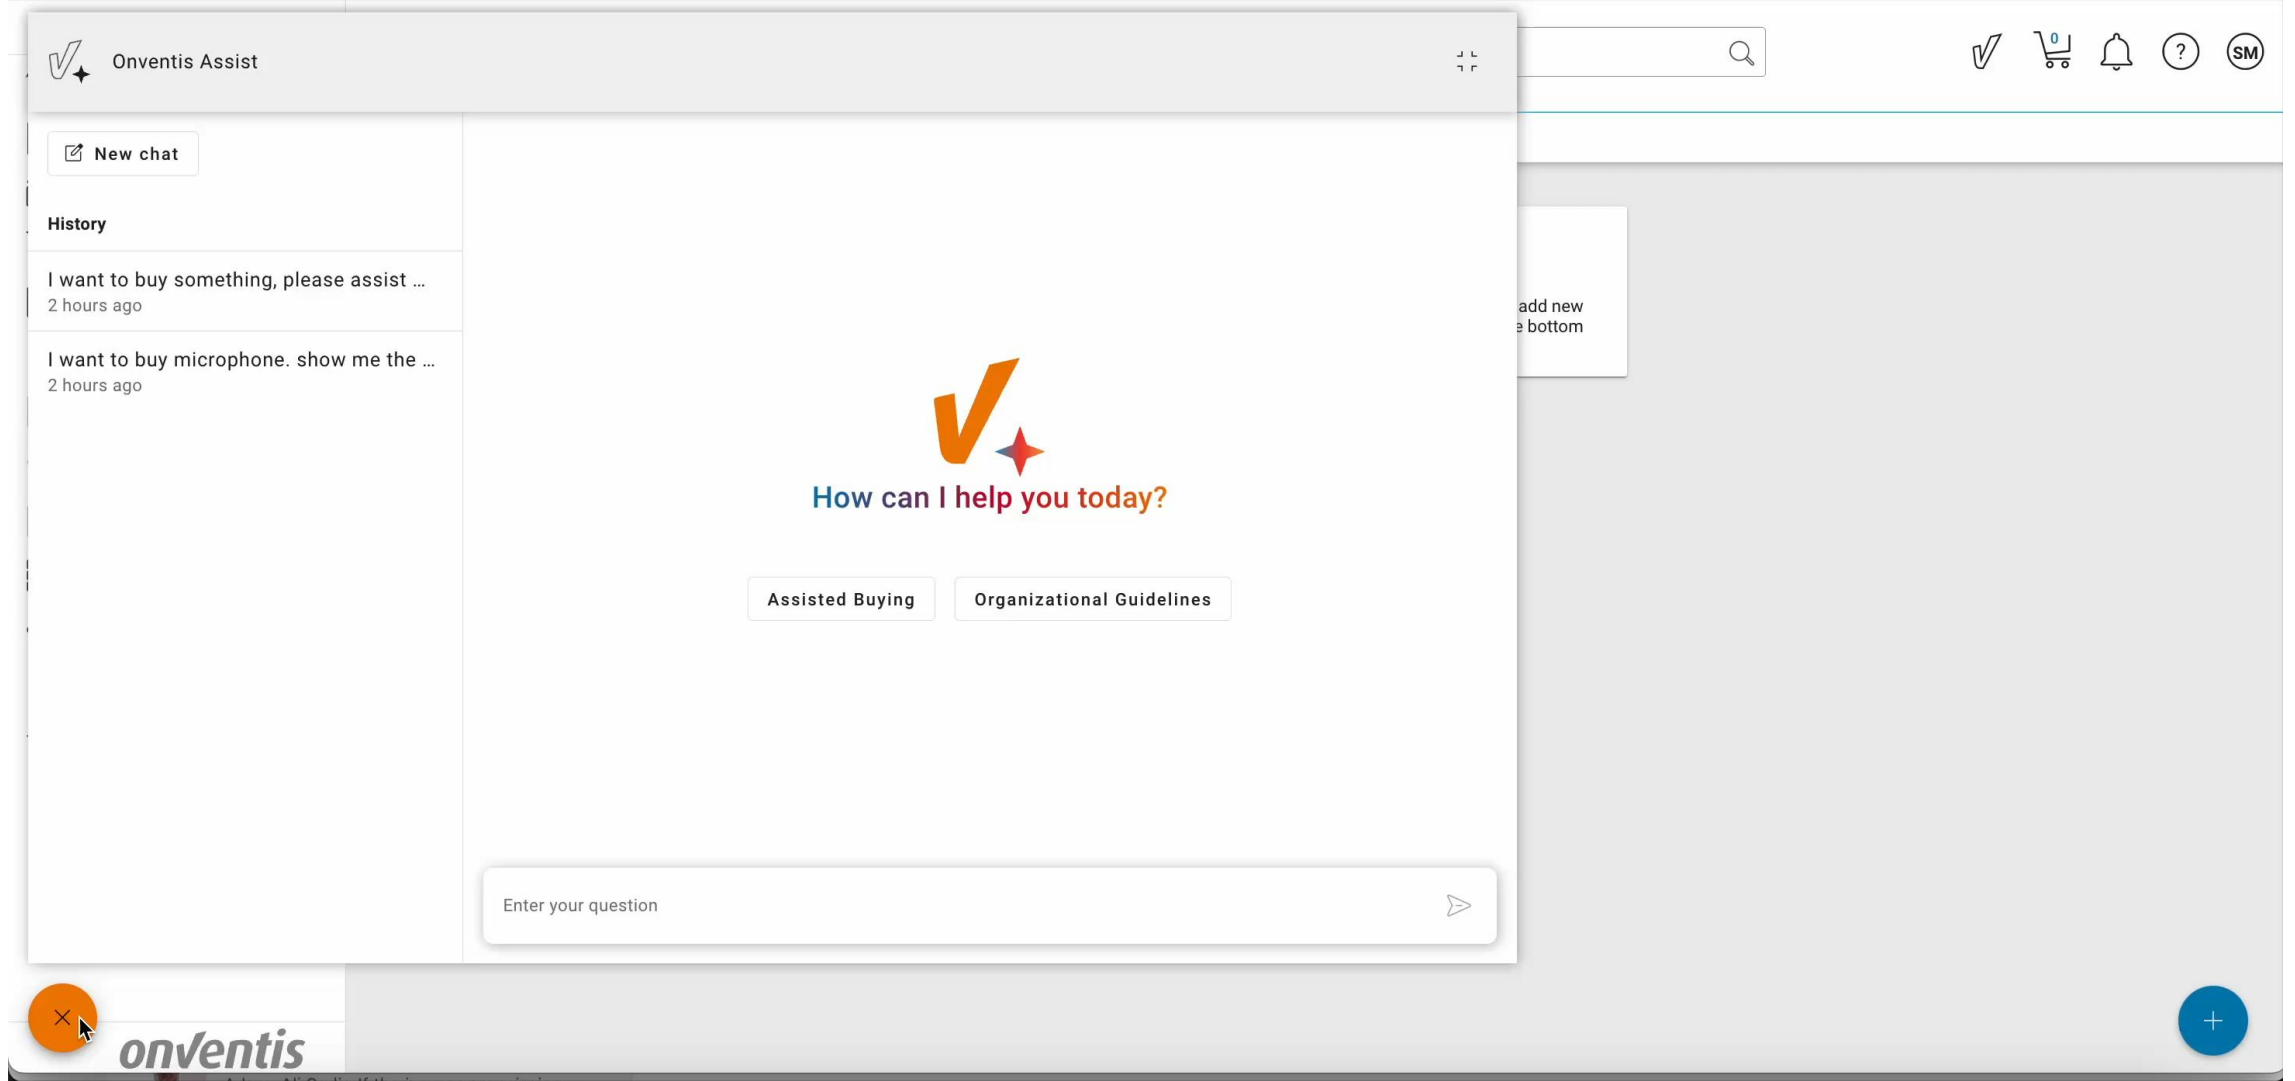 Onventis Assist
0
?
SM
New chat
History
I want to buy something, please assist ...
2 hours ago
I want to buy microphone. show me the ...
2 hours ago
add new
e bottom
How can I help you today?
Assisted Buying
Organizational Guidelines
Enter your question
onventis